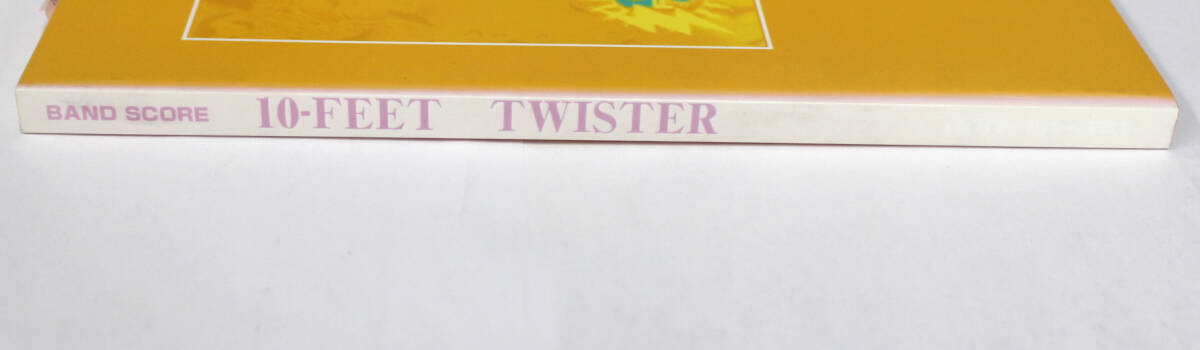 BAND SCORE 10-FEET TWISTER